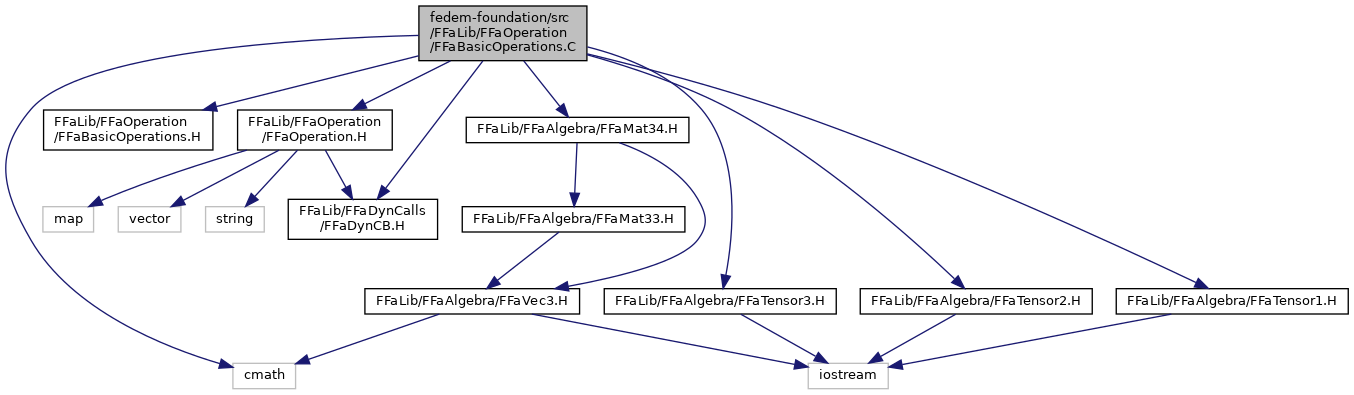 fedem-foundation/src
/FFaLib/FFaOperation
/FFaBasicOperations.C
FFaLib/FFaOperation
/FFaBasicOperations.H
FFaLib/FFaOperation
/FFaOperation.H
FFaLib/FFaAlgebra/FFaMat34.H
map
vector
string
FFaLib/FFaDynCalls
/FFaDynCB.H
FFaLib/FFaAlgebra/FFaMat33.H
FFaLib/FFaAlgebra/FFaVec3.H
FFaLib/FFaAlgebra/FFaTensor3.H
FFaLib/FFaAlgebra/FFaTensor2.H
FFaLib/FFaAlgebra/FFaTensor1.H
cmath
iostream